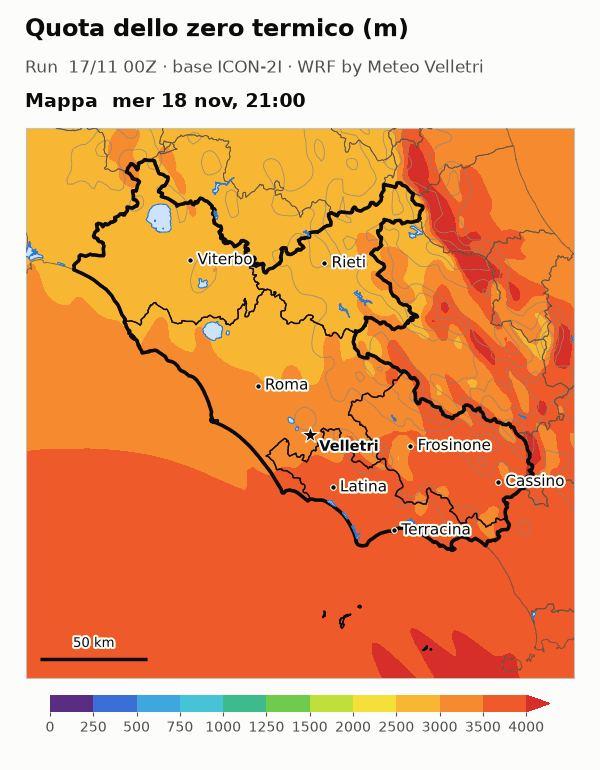 Quota dello zero termico (m)
Run  17/11 00Z · base ICON-2I · WRF by Meteo Velletri
Mappa  mer 18 nov, 21:00
Viterbo
Rieti
Roma
Velletri
Frosinone
Cassino
Latina
Terracina
50 km
0 250 500 750 1000 1250 1500 2000 2500 3000 3500 4000